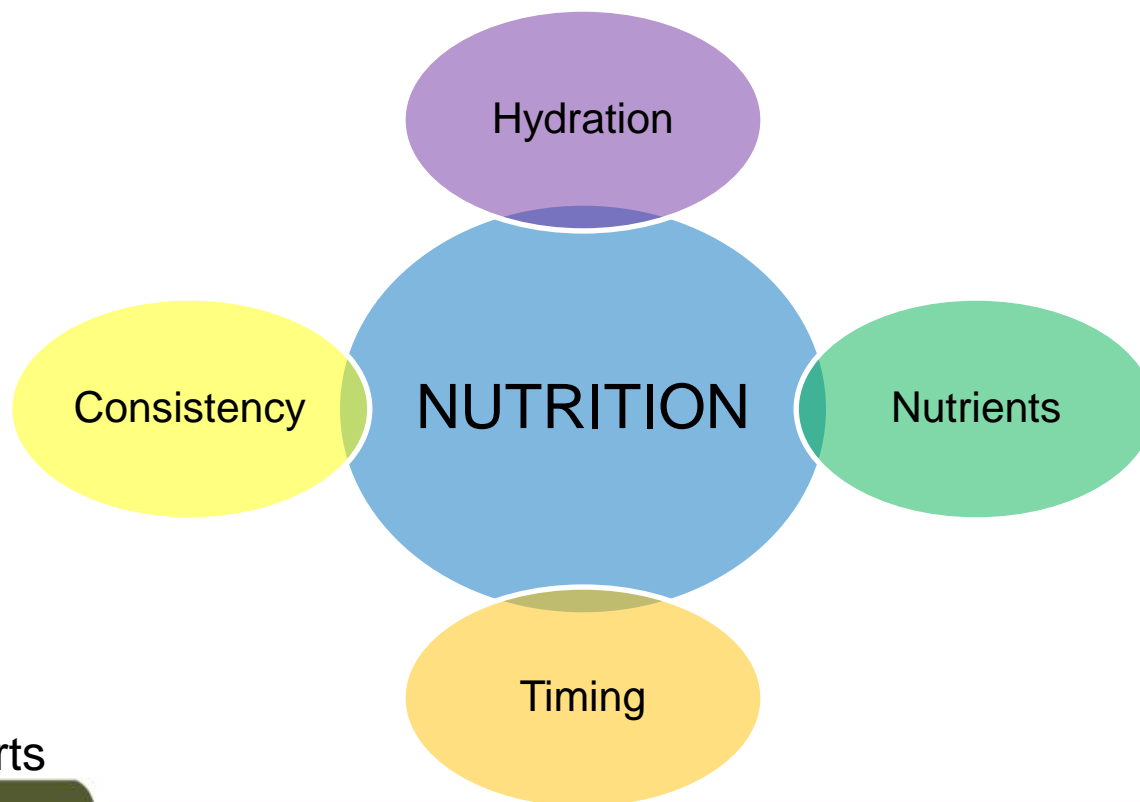 Hydration
Consistency
NUTRITION
Nutrients
Timing
rts